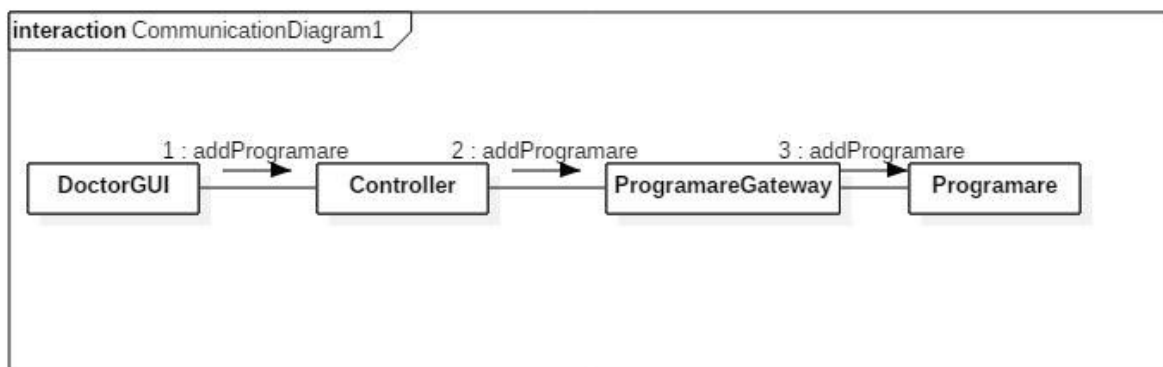 interaction CommunicationDiagram1
1 : addProgramare
2 : addProgramare
3 : addProgramare
DoctorGUI
Controller
ProgramareGateway
Programare